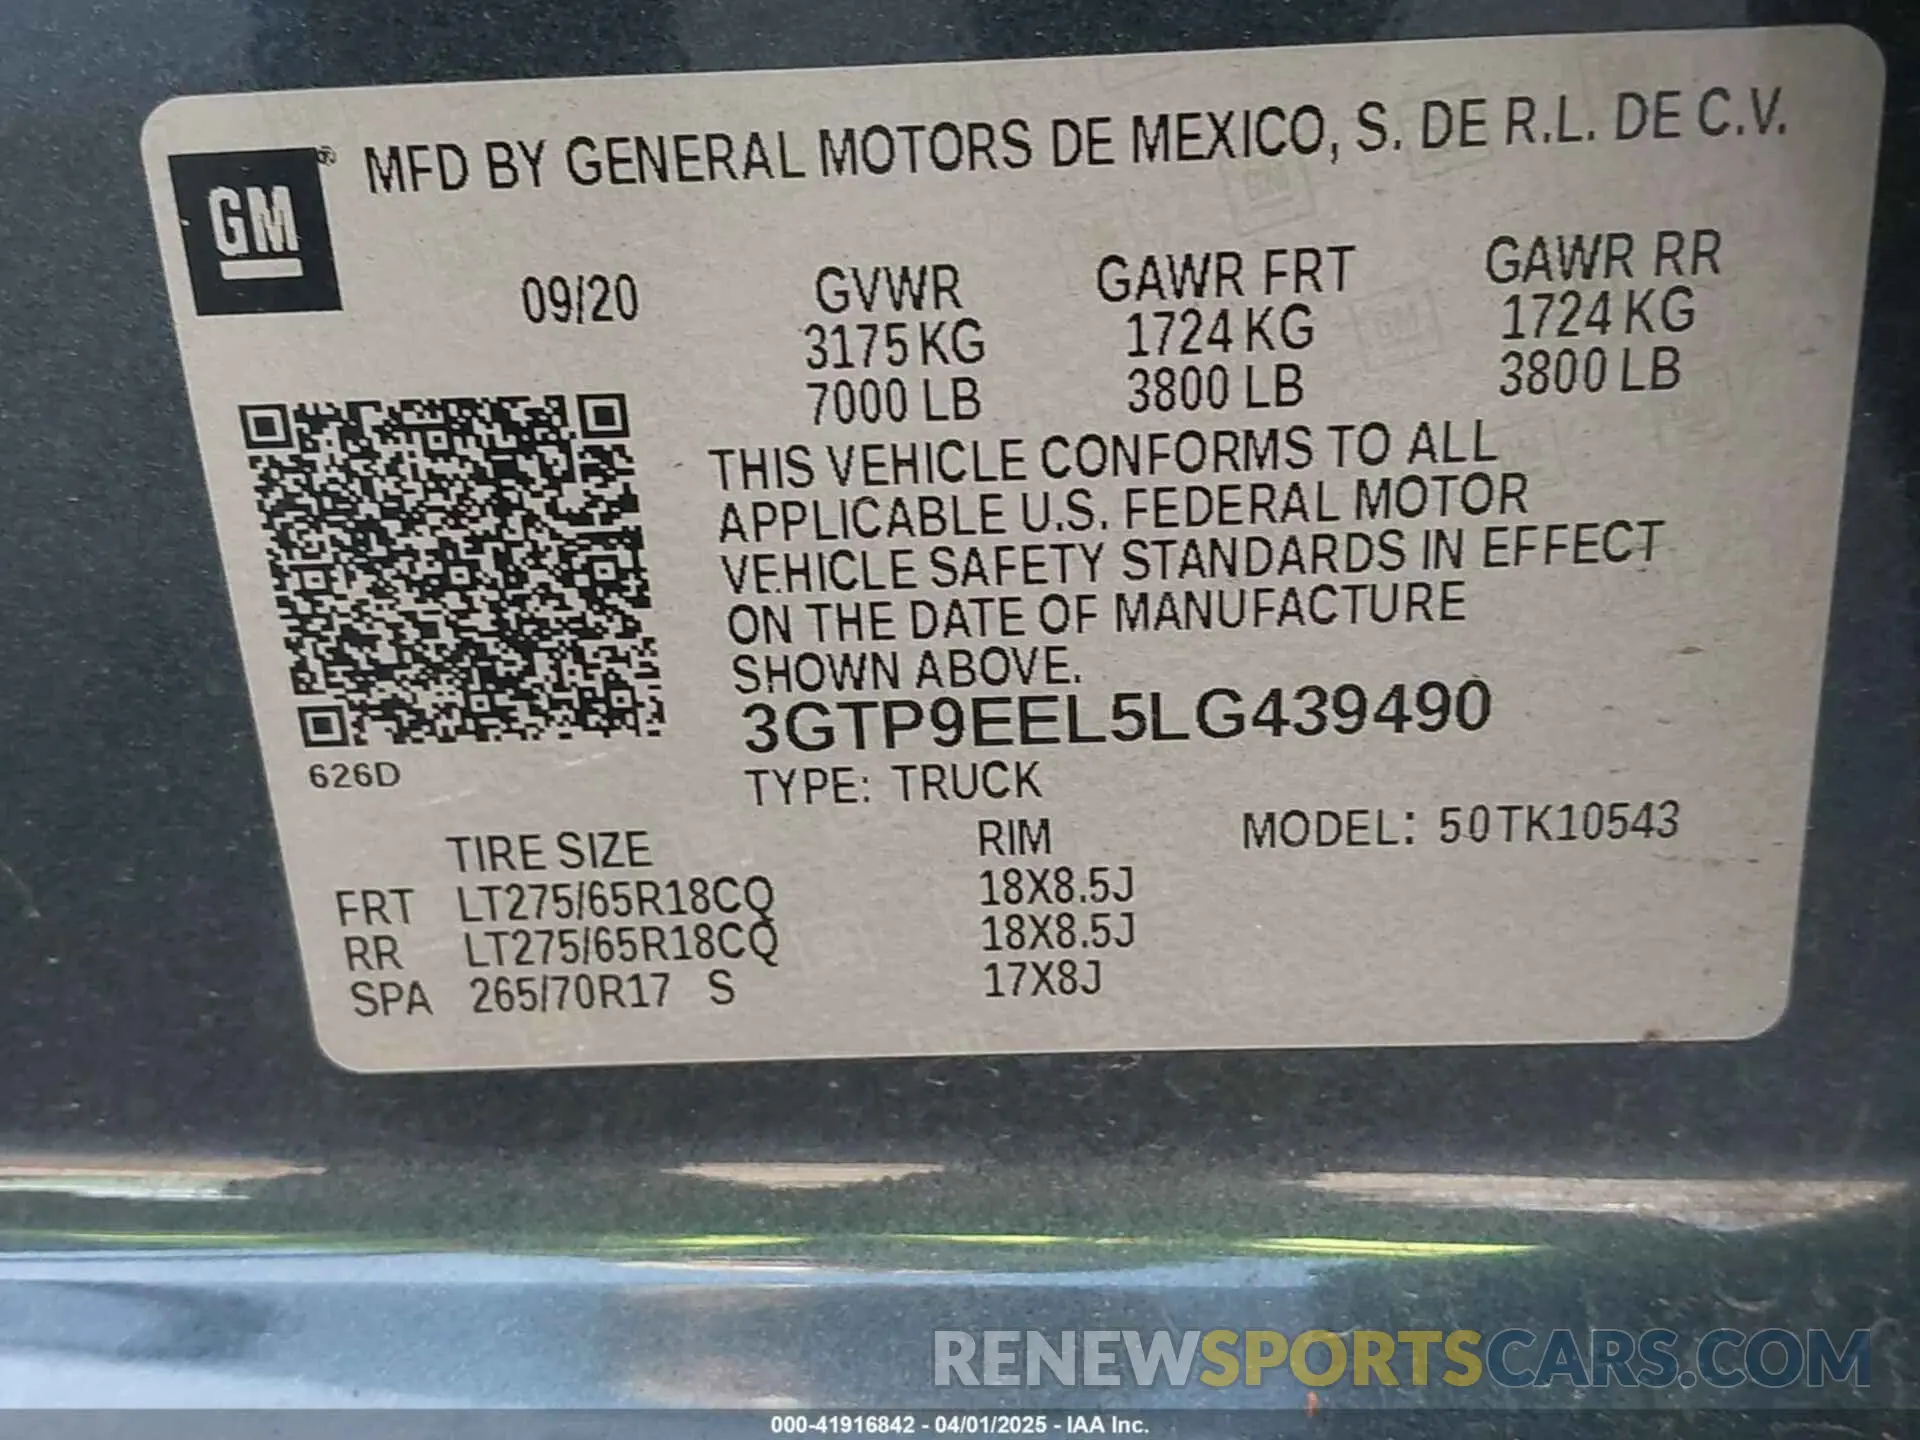 MFD BY GENERAL MOTORS DE MEXICO, S. DE R.L. DE C.V.
GM
09/20 GVWR GAWR FRT GAWR RR
3175 KG 1724 KG 1724 KG
7000 LB 3800 LB 3800 LB
THIS VEHICLE CONFORMS TO ALL
APPLICABLE U.S. FEDERAL MOTOR
VEHICLE SAFETY STANDARDS IN EFFECT
ON THE DATE OF MANUFACTURE
SHOWN ABOVE.
3GTP9EEL5LG439490
626D
TYPE: TRUCK
MODEL: 50TK10543
TIRE SIZE RIM
FRT LT275/65R18CQ 18X8.5J
RR LT275/65R18CQ 18X8.5J
SPA 265/70R17 S 17X8J
RENEWSPORTSCARS.COM
000-41916842 - 04/01/2025 - IAA Inc.